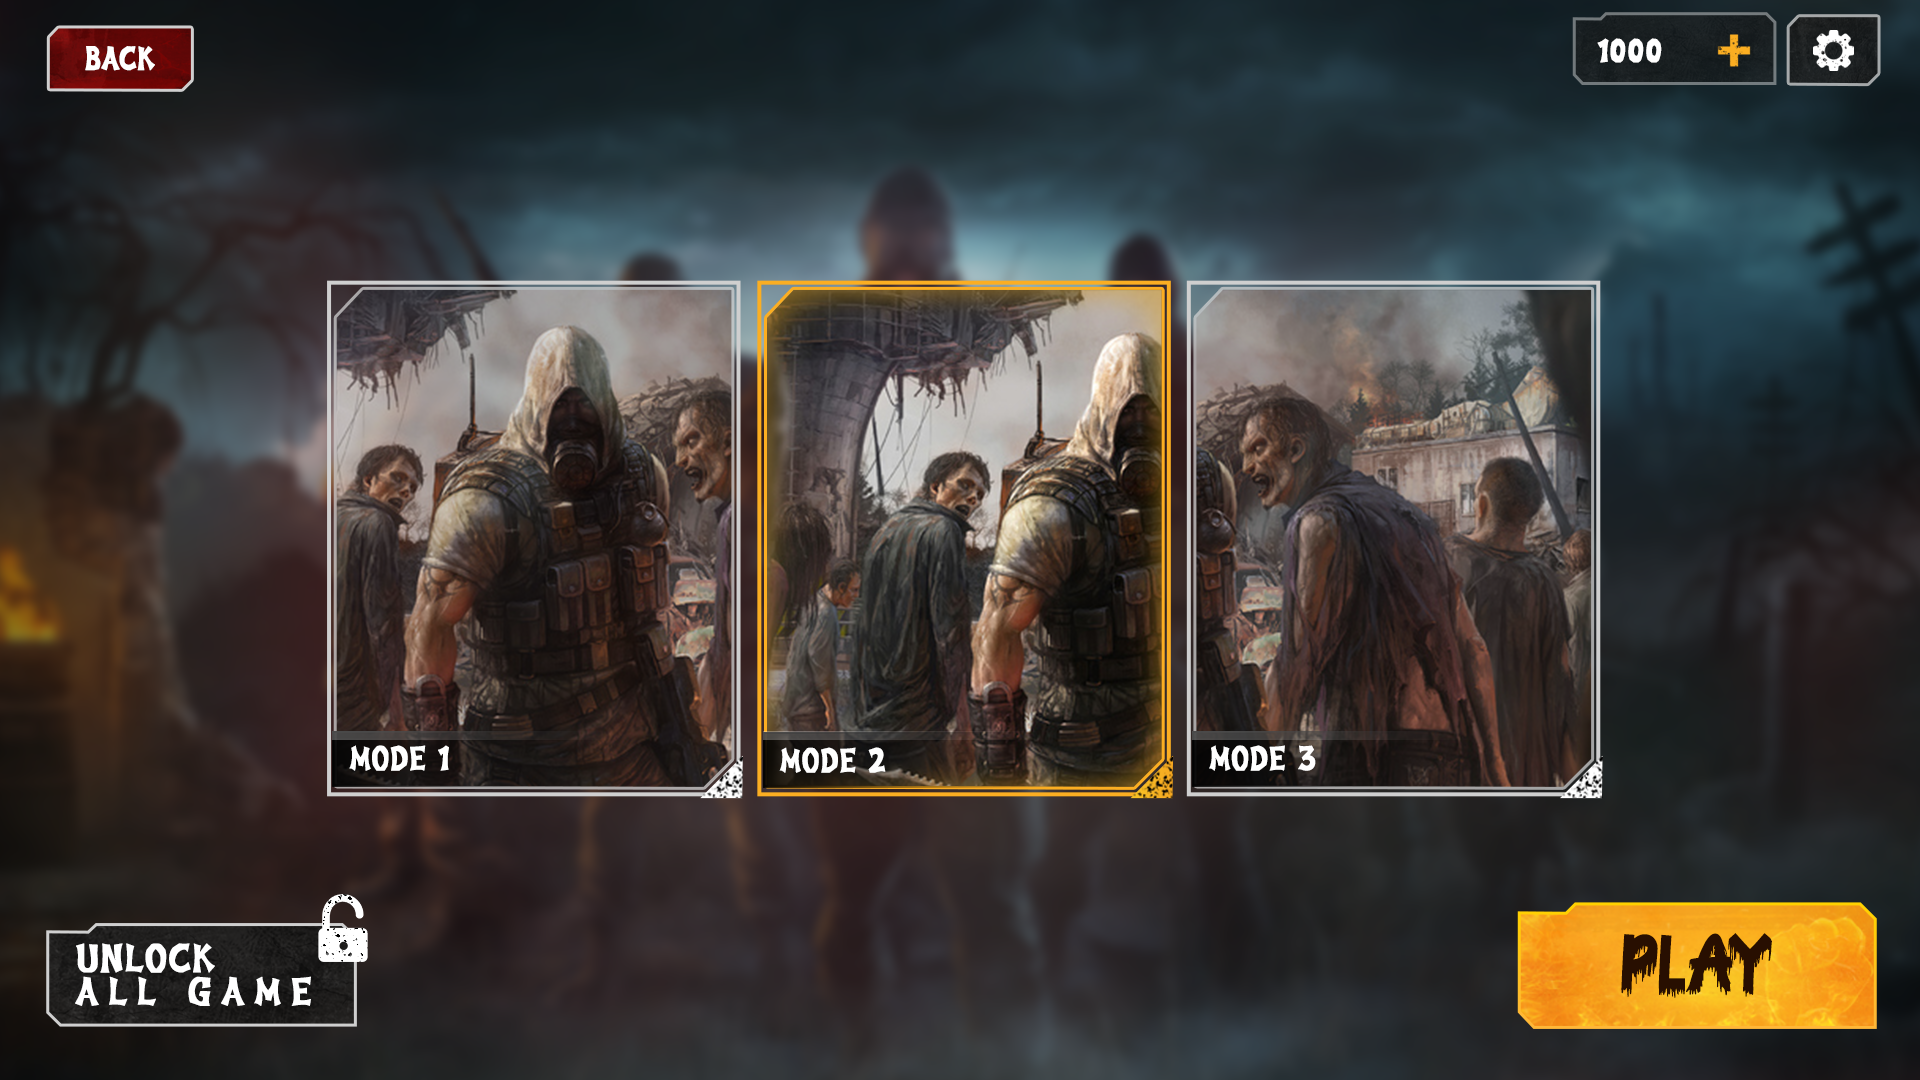 BACK
1000
MODE 1
MODE 2
MODE 3
UNLOCK
ALL GAME
PLAY